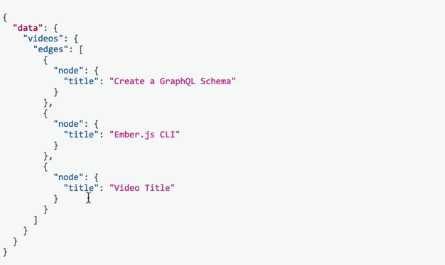 {
  "data": {
    "videos": {
      "edges": [
        {
          "node": {
            "title": "Create a GraphQL Schema"
          }
        },
        {
          "node": {
            "title": "Ember.js CLI"
          }
        },
        {
          "node": {
            "title": "Video Title"
          }
        }
      ]
    }
  }
}